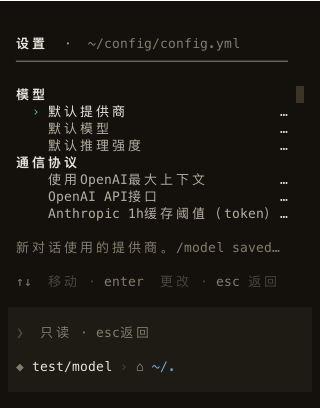 设置 · ~/config/config.yml
模型
› 默认提供商 …
默认模型 …
默认推理强度 …
通信协议
使用OpenAI最大上下文 …
OpenAI API接口 …
Anthropic 1h缓存阈值 (token) …
新对话使用的提供商。/model saved…
↑↓ 移动 · enter 更改 · esc 返回
› 只读 · esc返回
◆ test/model › ⌂ ~/.